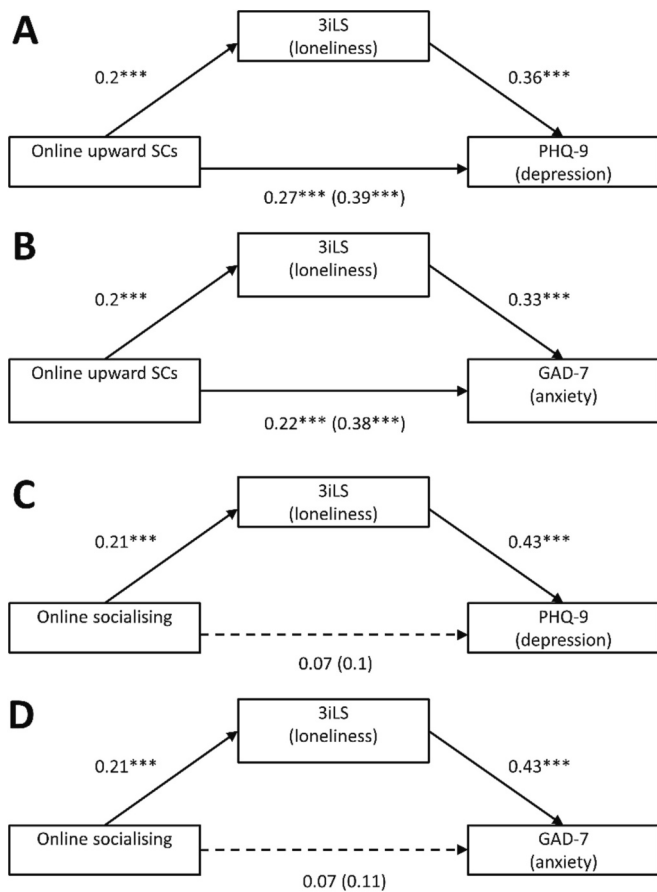 A
3iLS
(loneliness)
0.2***
0.36***
Online upward SCs
PHQ-9
(depression)
0.27*** (0.39***)
B
3iLS
(loneliness)
0.2***
0.33***
Online upward SCs
GAD-7
(anxiety)
0.22*** (0.38***)
C
3iLS
(loneliness)
0.21***
0.43***
Online socialising
PHQ-9
(depression)
0.07 (0.1)
D
3iLS
(loneliness)
0.21***
0.43***
Online socialising
GAD-7
(anxiety)
0.07 (0.11)